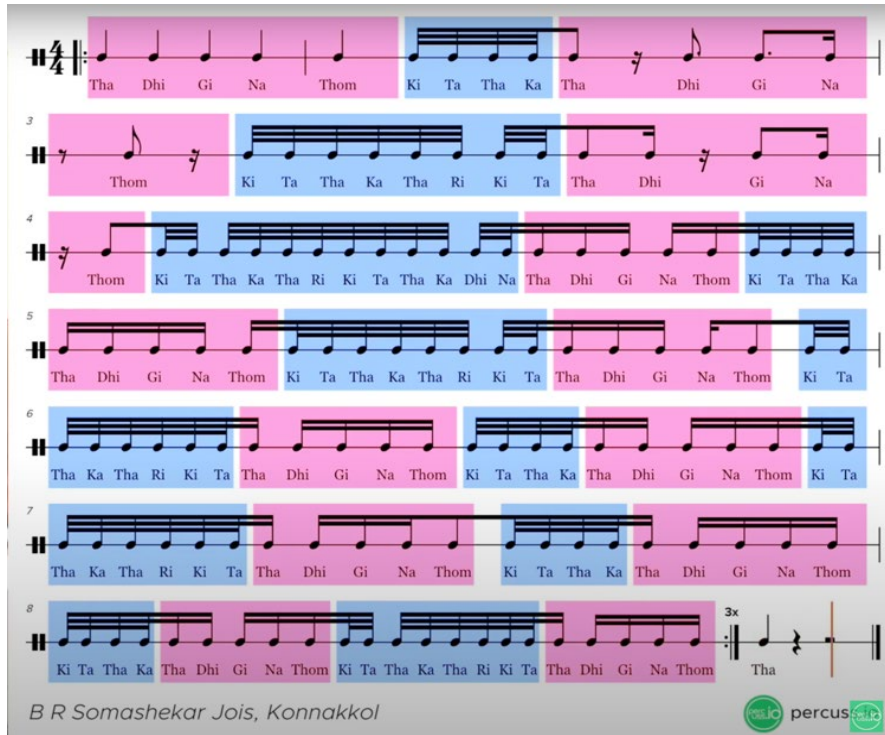 4 4 Tha Dhi Gi Na Thom Ki Ta Tha Ka Tha Dhi Gi Na
3
Thom Ki Ta Tha Ka Tha Ri Ki Ta Tha Dhi Gi Na
4
Thom Ki Ta Tha Ka Tha Ri Ki Ta Tha Ka Dhi Na Tha Dhi Gi Na Thom Ki Ta Tha Ka
5
Tha Dhi Gi Na Thom Ki Ta Tha Ka Tha Ri Ki Ta Tha Dhi Gi Na Thom Ki Ta
6
Tha Ka Tha Ri Ki Ta Tha Dhi Gi Na Thom Ki Ta Tha Ka Tha Dhi Gi Na Thom Ki Ta
7
Tha Ka Tha Ri Ki Ta Tha Dhi Gi Na Thom Ki Ta Tha Ka Tha Dhi Gi Na Thom
8 3x
Ki Ta Tha Ka Tha Dhi Gi Na Thom Ki Ta Tha Ka Tha Ri Ki Ta Tha Dhi Gi Na Thom Tha
B R Somashekar Jois, Konnakkol